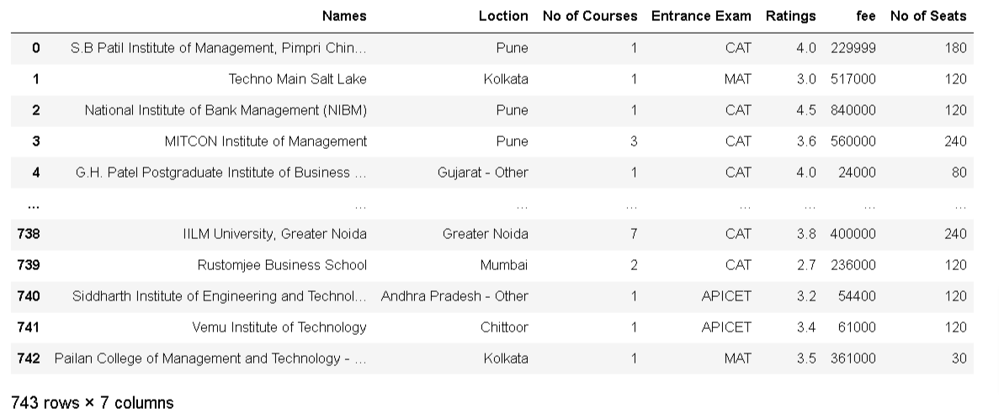 Names Loction No of Courses Entrance Exam Ratings fee No of Seats
0 S.B Patil Institute of Management, Pimpri Chin... Pune 1 CAT 4.0 229999 180
1 Techno Main Salt Lake Kolkata 1 MAT 3.0 517000 120
2 National Institute of Bank Management (NIBM) Pune 1 CAT 4.5 840000 120
3 MITCON Institute of Management Pune 3 CAT 3.6 560000 240
4 G.H. Patel Postgraduate Institute of Business ... Gujarat - Other 1 CAT 4.0 24000 80
... ... ... ... ... ... ... ...
738 IILM University, Greater Noida Greater Noida 7 CAT 3.8 400000 240
739 Rustomjee Business School Mumbai 2 CAT 2.7 236000 120
740 Siddharth Institute of Engineering and Technol... Andhra Pradesh - Other 1 APICET 3.2 54400 120
741 Vemu Institute of Technology Chittoor 1 APICET 3.4 61000 120
742 Pailan College of Management and Technology - ... Kolkata 1 MAT 3.5 361000 30
743 rows × 7 columns